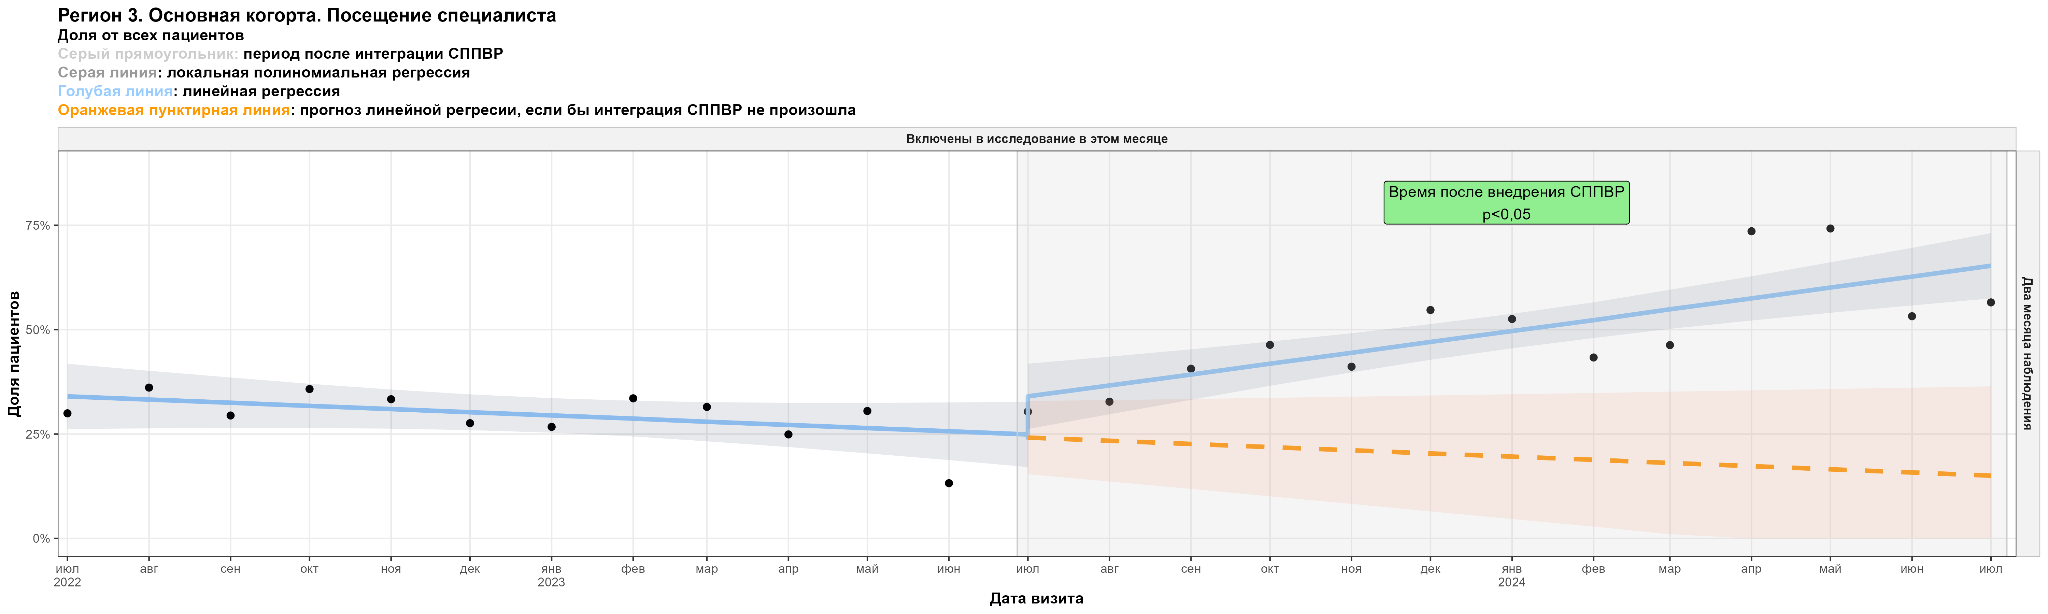 Регион 3. Основная когорта. Посещение специалиста
Доля от всех пациентов
Серый прямоугольник: период после интеграции СППВР
Серая линия: локальная полиномиальная регрессия
Голубая линия: линейная регрессия
Оранжевая пунктирная линия: прогноз линейной регресии, если бы интеграция СППВР не произошла
Включены в исследование в этом месяце
Время после внедрения СППВР
p<0,05
75%
50%
25%
0%
Доля пациентов
Два месяца наблюдения
июл авг сен окт ноя дек янв фев мар апр май июн июл авг сен окт ноя дек янв фев мар апр май июн июл
2022 2023 2024
Дата визита